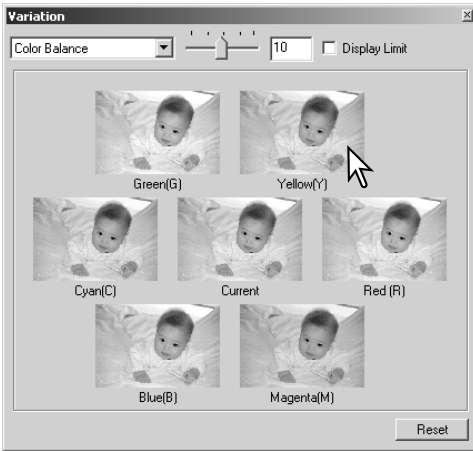 Variation
Color Balance 10 Display Limit
Green(G) Yellow(Y)
Cyan(C) Current Red (R)
Blue(B) Magenta(M)
Reset